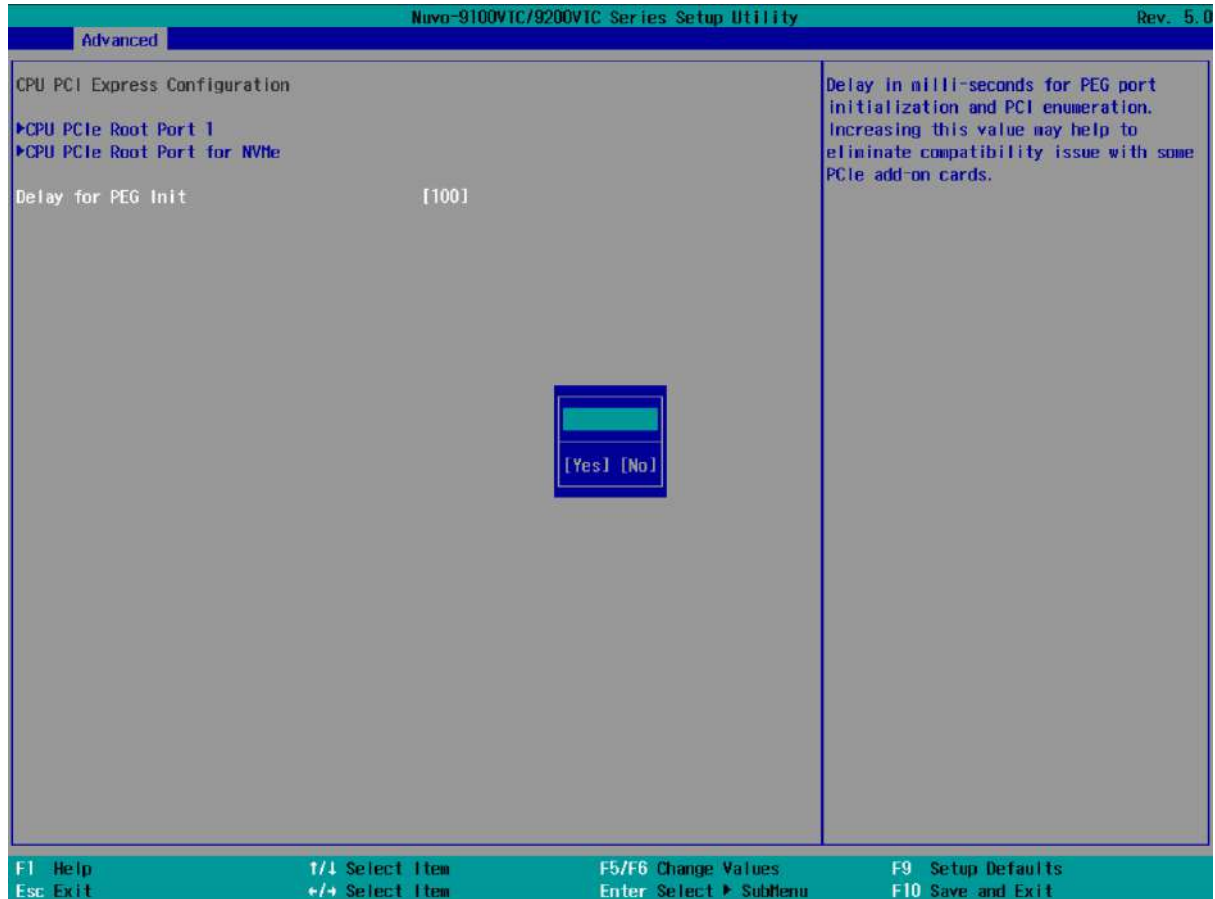 Nuvo-9100VTC/9200VTC Series Setup Utility Rev. 5.0
Advanced
CPU PCI Express Configuration
▶CPU PCIe Root Port 1
▶CPU PCIe Root Port for NVMe
Delay for PEG Init [100]
Delay in milli-seconds for PEG port
initialization and PCI enumeration.
Increasing this value may help to
eliminate compatibility issue with some
PCIe add-on cards.
[Yes] [No]
F1 Help ↑/↓ Select Item F5/F6 Change Values F9 Setup Defaults
Esc Exit ←/→ Select Item Enter Select ▶ SubMenu F10 Save and Exit